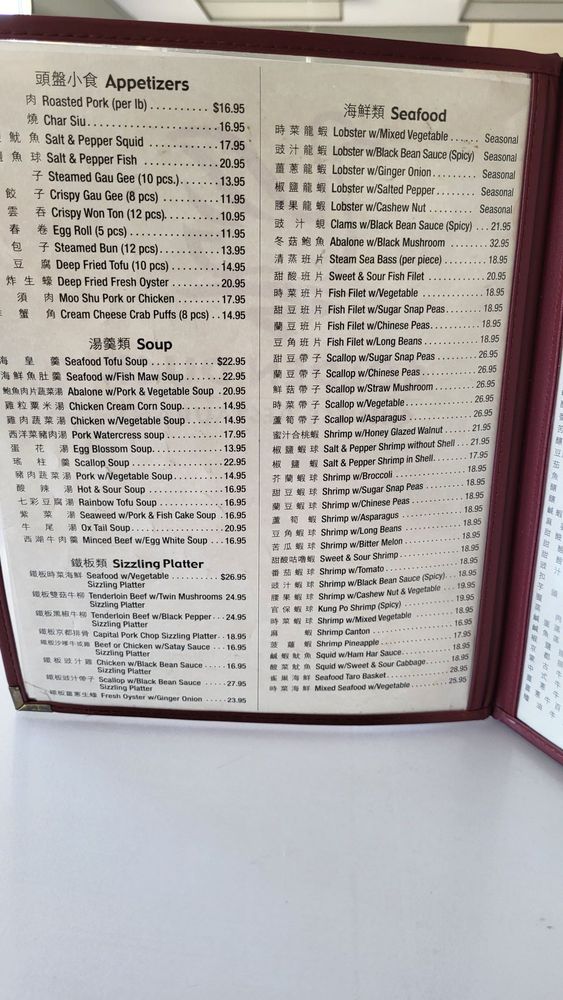 頭盤小食 Appetizers
肉 Roasted Pork (per lb) .......... $16.95
燒 Char Siu ..................... 16.95
魷魚 Salt & Pepper Squid ............ 17.95
魚球 Salt & Pepper Fish ............ 20.95
子 Steamed Gau Gee (10 pcs.) ....... 13.95
餃子 Crispy Gau Gee (8 pcs) .......... 11.95
雲吞 Crispy Won Ton (12 pcs) ......... 10.95
春卷 Egg Roll (5 pcs) ............... 11.95
包子 Steamed Bun (12 pcs) ............ 13.95
豆腐 Deep Fried Tofu (10 pcs) ........ 14.95
炸生蠔 Deep Fried Fresh Oyster ......... 20.95
須肉 Moo Shu Pork or Chicken ......... 17.95
蟹角 Cream Cheese Crab Puffs (8 pcs) .. 14.95
湯羹類 Soup
海皇羹 Seafood Tofu Soup ............ $22.95
海鮮魚肚羹 Seafood w/Fish Maw Soup ....... 22.95
鮑魚肉片蔬菜湯 Abalone w/Pork & Vegetable Soup . 20.95
雞粒粟米湯 Chicken Cream Corn Soup ....... 14.95
雞肉蔬菜湯 Chicken w/Vegetable Soup ...... 14.95
西洋菜豬肉湯 Pork Watercress soup .......... 17.95
蛋花湯 Egg Blossom Soup ............. 13.95
瑤柱羹 Scallop Soup ................. 22.95
豬肉蔬菜湯 Pork w/Vegetable Soup ......... 14.95
酸辣湯 Hot & Sour Soup .............. 16.95
七彩豆腐湯 Rainbow Tofu Soup ............ 16.95
紫菜湯 Seaweed w/Pork & Fish Cake Soup . 16.95
牛尾湯 Ox Tail Soup ................. 20.95
西湖牛肉羹 Minced Beef w/Egg White Soup ... 16.95
鐵板類 Sizzling Platter
鐵板時菜海鮮 Seafood w/Vegetable ............ $26.95
Sizzling Platter
鐵板雙菇牛柳 Tenderloin Beef w/Twin Mushrooms 24.95
Sizzling Platter
鐵板黑椒牛柳 Tenderloin Beef w/Black Pepper ... 24.95
Sizzling Platter
鐵板京都排骨 Capital Pork Chop Sizzling Platter .. 18.95
鐵板沙嗲牛或雞 Beef or Chicken w/Satay Sauce .... 16.95
Sizzling Platter
鐵板豉汁雞 Chicken w/Black Bean Sauce ..... 16.95
Sizzling Platter
鐵板豉汁帶子 Scallop w/Black Bean Sauce ..... 27.95
Sizzling Platter
鐵板薑蔥生蠔 Fresh Oyster w/Ginger Onion ..... 23.95
海鮮類 Seafood
時菜龍蝦 Lobster w/Mixed Vegetable ...... Seasonal
豉汁龍蝦 Lobster w/Black Bean Sauce (Spicy) Seasonal
薑蔥龍蝦 Lobster w/Ginger Onion .......... Seasonal
椒鹽龍蝦 Lobster w/Salted Pepper ......... Seasonal
腰果龍蝦 Lobster w/Cashew Nut .......... Seasonal
豉汁蜆 Clams w/Black Bean Sauce (Spicy) ... 21.95
冬菇鮑魚 Abalone w/Black Mushroom ........ 32.95
清蒸班片 Steam Sea Bass (per piece) ........ 18.95
甜酸班片 Sweet & Sour Fish Filet ........... 20.95
時菜班片 Fish Filet w/Vegetable ............ 18.95
甜豆班片 Fish Filet w/Sugar Snap Peas ....... 18.95
蘭豆班片 Fish Filet w/Chinese Peas ......... 18.95
豆角班片 Fish Filet w/Long Beans .......... 18.95
甜豆帶子 Scallop w/Sugar Snap Peas ........ 26.95
蘭豆帶子 Scallop w/Chinese Peas .......... 26.95
鮮菇帶子 Scallop w/Straw Mushroom ....... 26.95
時菜帶子 Scallop w/Vegetable ............. 26.95
蘆筍帶子 Scallop w/Asparagus ............ 26.95
蜜汁合桃蝦 Shrimp w/Honey Glazed Walnut ..... 21.95
椒鹽蝦球 Salt & Pepper Shrimp without Shell ... 21.95
椒鹽蝦 Salt & Pepper Shrimp in Shell ....... 17.95
芥蘭蝦球 Shrimp w/Broccoli ............... 18.95
甜豆蝦球 Shrimp w/Sugar Snap Peas ........ 18.95
蘭豆蝦球 Shrimp w/Chinese Peas .......... 18.95
蘆筍蝦 Shrimp w/Asparagus ............. 18.95
豆角蝦球 Shrimp w/Long Beans ........... 18.95
苦瓜蝦球 Shrimp w/Bitter Melon ........... 18.95
甜酸咕嚕蝦 Sweet & Sour Shrimp ............ 18.95
番茄蝦球 Shrimp w/Tomato ............... 18.95
豉汁蝦球 Shrimp w/Black Bean Sauce (Spicy) ... 18.95
腰果蝦球 Shrimp w/Cashew Nut & Vegetable .. 19.95
官保蝦球 Kung Po Shrimp (Spicy) .......... 19.95
時菜蝦球 Shrimp w/Mixed Vegetable ........ 18.95
麻蝦 Shrimp Canton .................. 16.95
菠蘿蝦 Shrimp Pineapple ............... 17.95
鹹蝦魷魚 Squid w/Ham Har Sauce .......... 18.95
酸菜魷魚 Squid w/Sweet & Sour Cabbage ..... 18.95
雀巢海鮮 Seafood Taro Basket ............. 28.95
時菜海鮮 Mixed Seafood w/Vegetable ........ 25.95